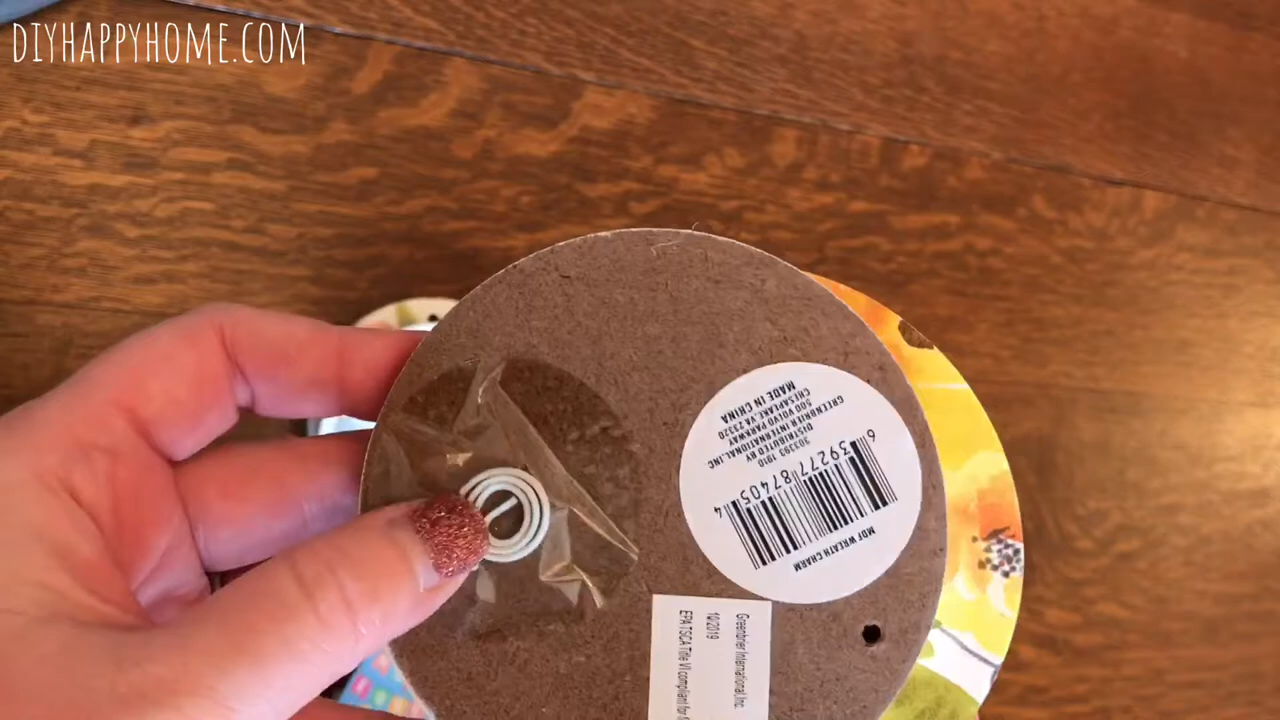 DIYHAPPYHOME.COM
MDF WREATH CHARM
6 39277 87405 4
303393 1910
DISTRIBUTED BY
GREENBRIER INTERNATIONAL, INC.
500 VOLVO PARKWAY
CHESAPEAKE, VA 23320
MADE IN CHINA
Greenbrier International, Inc.
10/2019
EPA TSCA Title VI compliant for